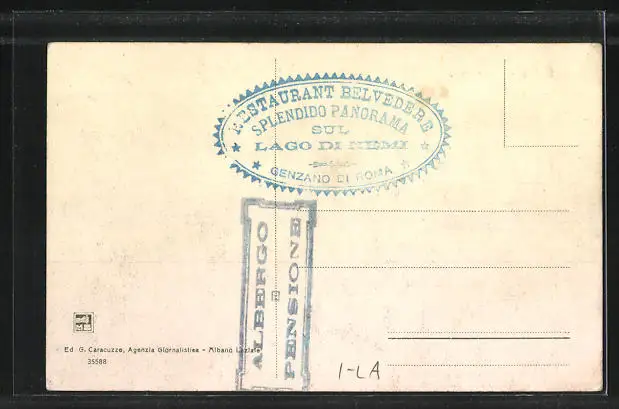 RESTAURANT BELVEDERE
SPLENDIDO PANORAMA
SUL
LAGO DI NEMI
GENZANO DI ROMA
ALBERGO
PENSIONE
Ed G. Caracuzzo, Agenzia Giornalistica - Albano Laziale
35588
I-LA